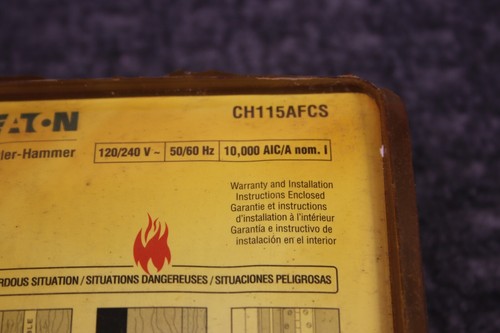 CH115AFCS
EATON
ler-Hammer
120/240 V ~ 50/60 Hz 10,000 AIC/A nom. I
Warranty and Installation
Instructions Enclosed
Garantie et instructions
d'installation à l'intérieur
Garantía e instructivo de
instalación en el interior
RDOUS SITUATION / SITUATIONS DANGEREUSES / SITUACIONES PELIGROSAS